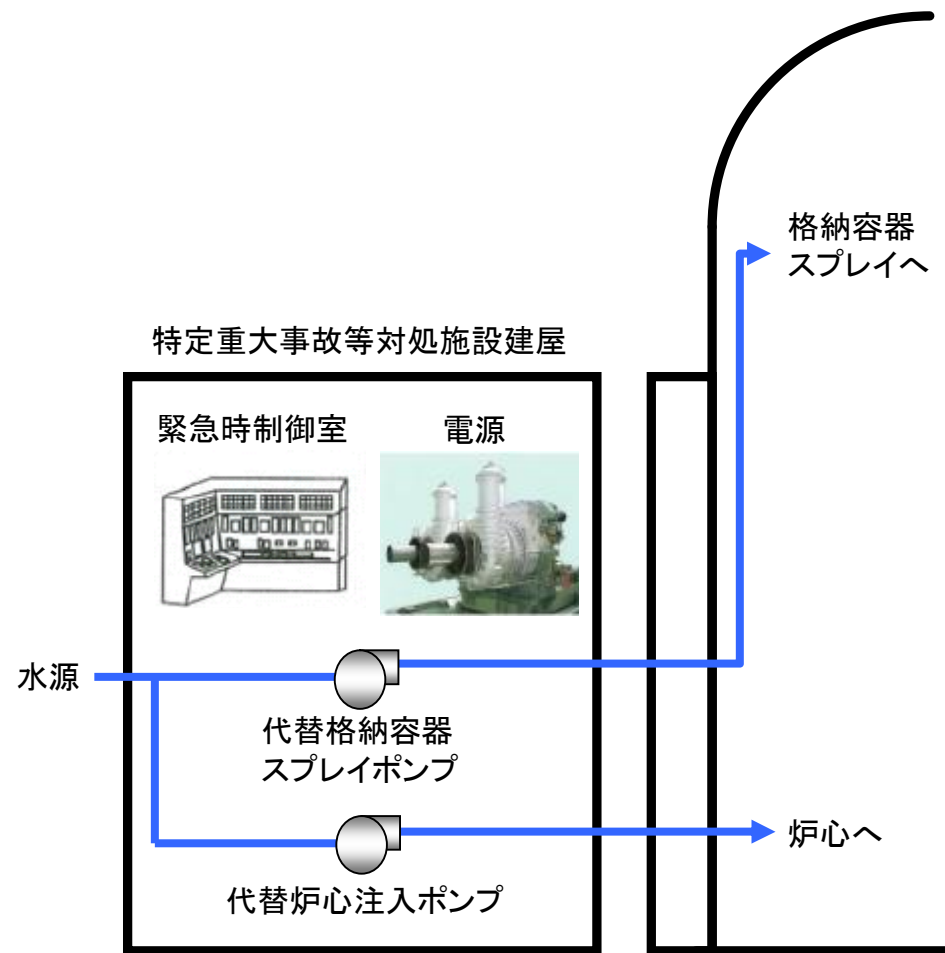 格納容器
スプレイへ
特定重大事故等対処施設建屋
緊急時制御室
電源
水源
代替格納容器
スプレイポンプ
炉心へ
代替炉心注入ポンプ